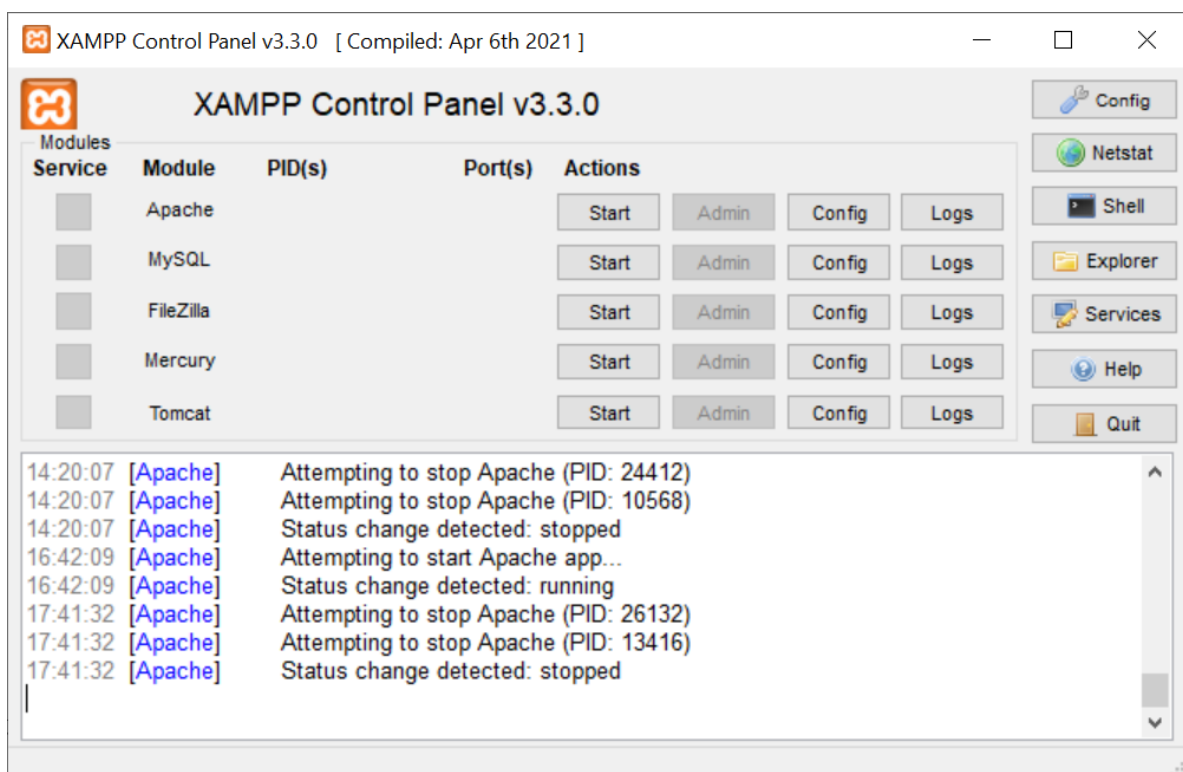 XAMPP Control Panel v3.3.0 [ Compiled: Apr 6th 2021 ]
XAMPP Control Panel v3.3.0
Config
Modules
Netstat
Service Module PID(s) Port(s) Actions
Shell
Apache Start Admin Config Logs
MySQL Start Admin Config Logs
Explorer
FileZilla Start Admin Config Logs
Services
Mercury Start Admin Config Logs
Help
Tomcat Start Admin Config Logs
Quit
14:20:07 [Apache] Attempting to stop Apache (PID: 24412)
14:20:07 [Apache] Attempting to stop Apache (PID: 10568)
14:20:07 [Apache] Status change detected: stopped
16:42:09 [Apache] Attempting to start Apache app...
16:42:09 [Apache] Status change detected: running
17:41:32 [Apache] Attempting to stop Apache (PID: 26132)
17:41:32 [Apache] Attempting to stop Apache (PID: 13416)
17:41:32 [Apache] Status change detected: stopped